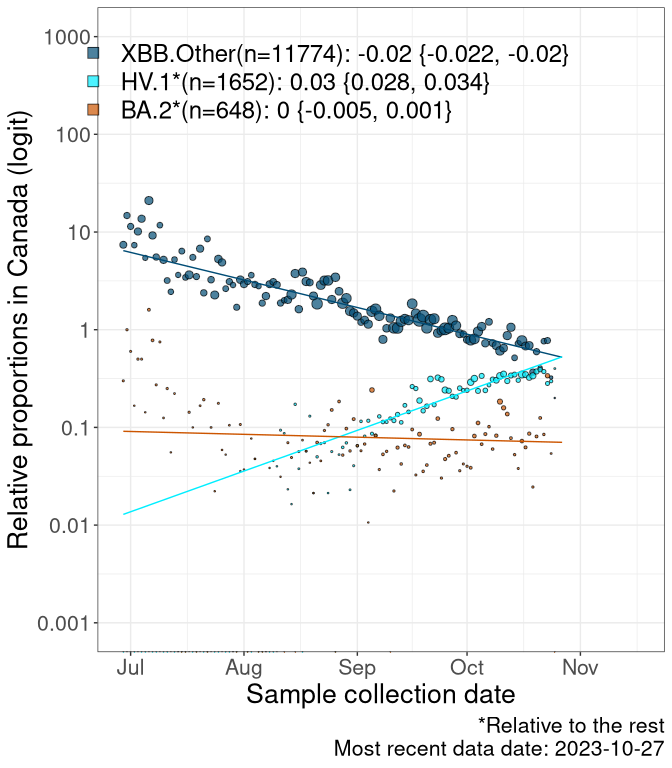 XBB.Other(n=11774): -0.02 {-0.022, -0.02}
HV.1*(n=1652): 0.03 {0.028, 0.034}
BA.2*(n=648): 0 {-0.005, 0.001}
Relative proportions in Canada (logit)
1000
100
10
1
0.1
0.01
0.001
Jul Aug Sep Oct Nov
Sample collection date
*Relative to the rest
Most recent data date: 2023-10-27